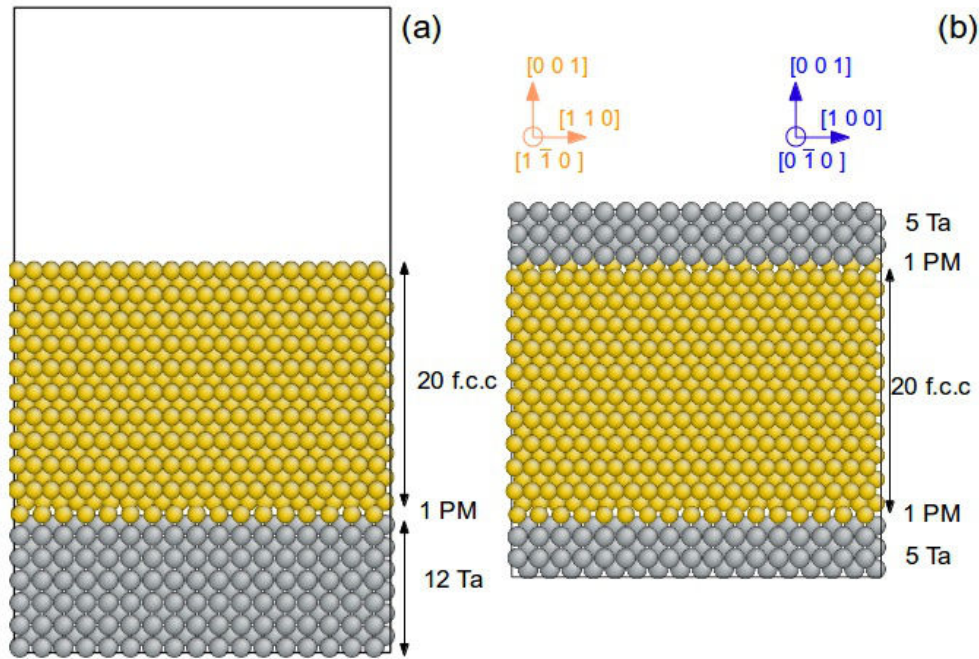 (a)
(b)
[0 0 1]
[1 1 0]
[1 1̄ 0 ]
[0 0 1]
[1 0 0]
[0 1̄ 0 ]
20 f.c.c
1 PM
12 Ta
5 Ta
1 PM
20 f.c.c
1 PM
5 Ta